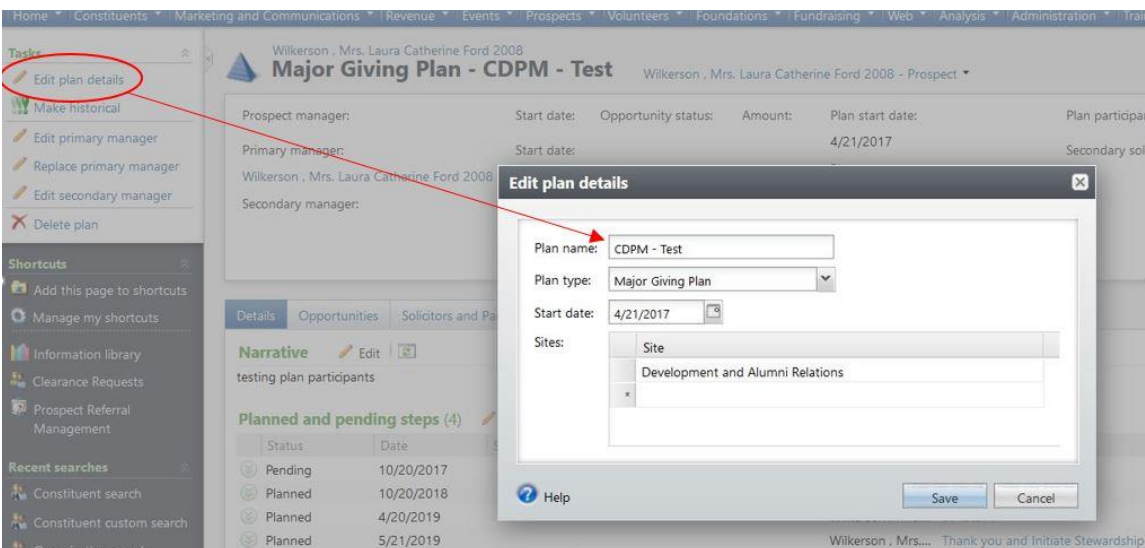 Home Constituents Marketing and Communications Revenue Events Prospects Volunteers Foundations Fundraising Web Analysis Administration
Tasks
Edit plan details
Make historical
Edit primary manager
Replace primary manager
Edit secondary manager
Delete plan
Shortcuts
Add this page to shortcuts
Manage my shortcuts
Information library
Clearance Requests
Prospect Referral
Management
Recent searches
Constituent search
Constituent custom search
Wilkerson , Mrs. Laura Catherine Ford 2008
Major Giving Plan - CDPM - Test
Wilkerson , Mrs. Laura Catherine Ford 2008 - Prospect
Prospect manager: Start date: Opportunity status: Amount: Plan start date: Plan participa
4/21/2017
Primary manager: Start date: Secondary sol
Wilkerson , Mrs. Laura Catherine Ford 2008
Secondary manager:
Details Opportunities Solicitors and Pa
Narrative Edit
testing plan participants
Planned and pending steps (4)
Status Date
Pending 10/20/2017
Planned 10/20/2018
Planned 4/20/2019
Planned 5/21/2019
Wilkerson , Mrs.... Thank you and Initiate Stewardship
Edit plan details
Plan name: CDPM - Test
Plan type: Major Giving Plan
Start date: 4/21/2017
Sites: Site
Development and Alumni Relations
*
Help Save Cancel